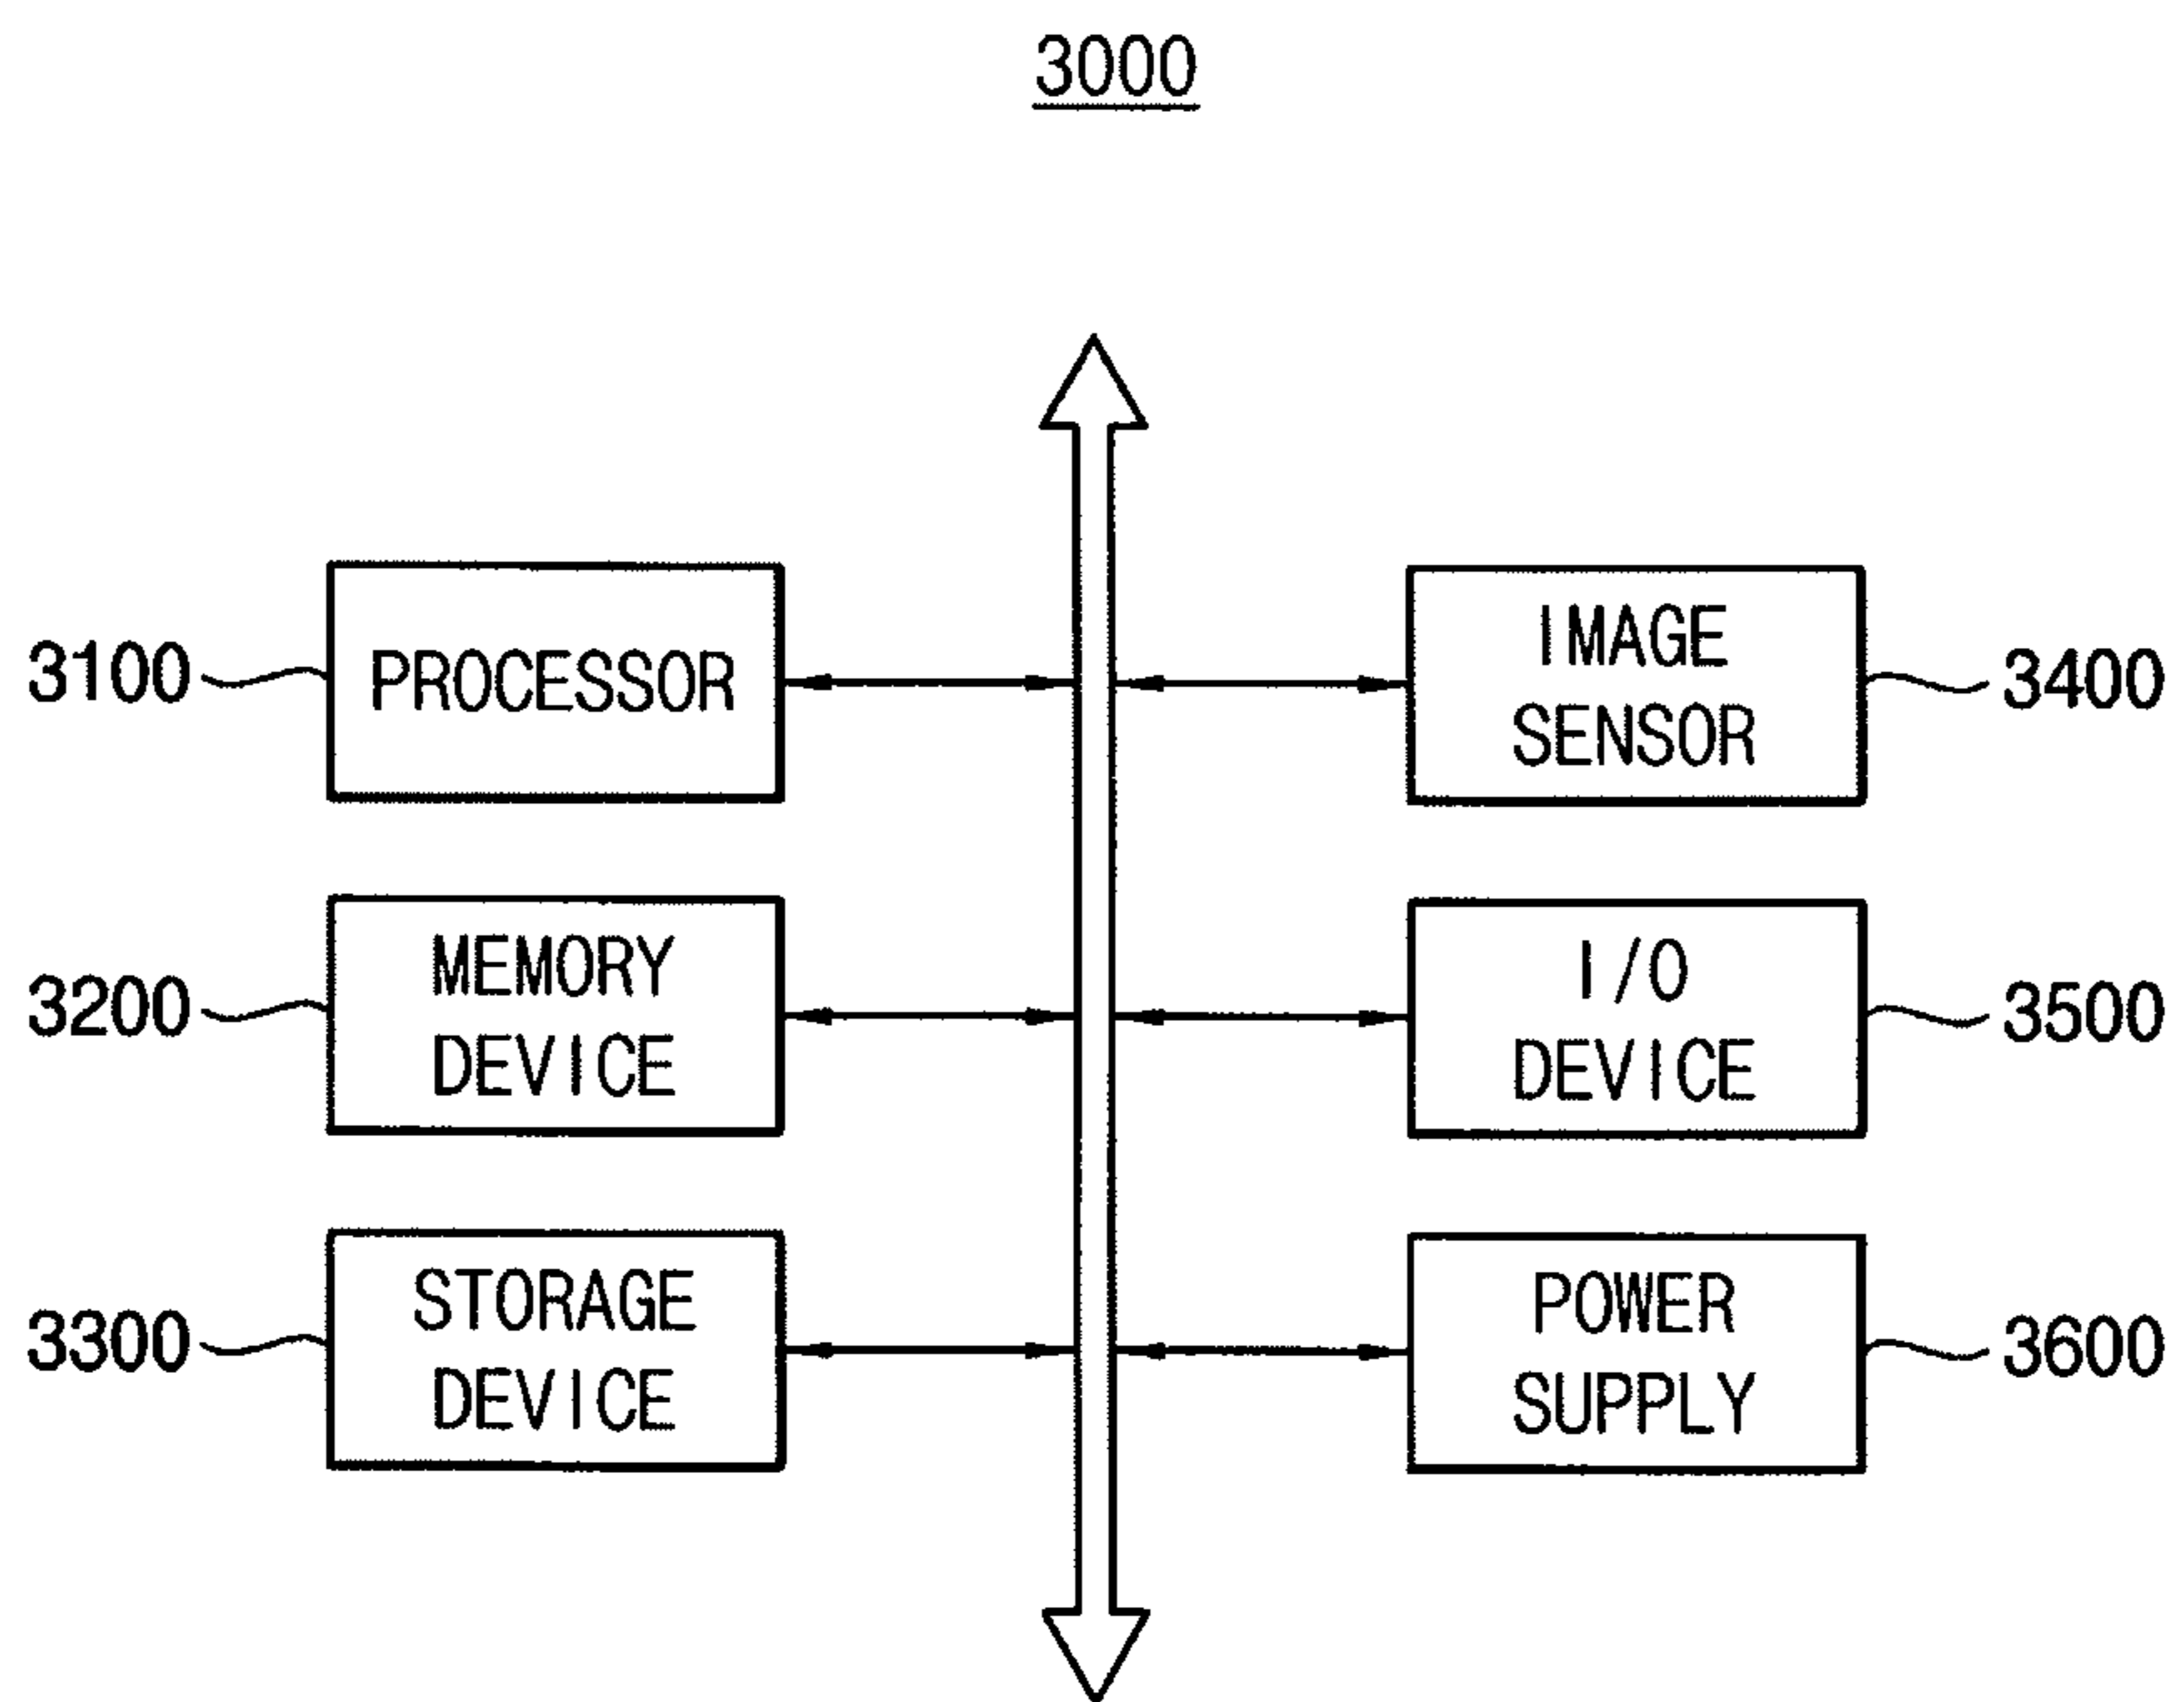 3000
3100
PROCESSOR
IMAGE
SENSOR
3400
3200
MEMORY
DEVICE
I/O
DEVICE
3500
3300
STORAGE
DEVICE
POWER
SUPPLY
3600